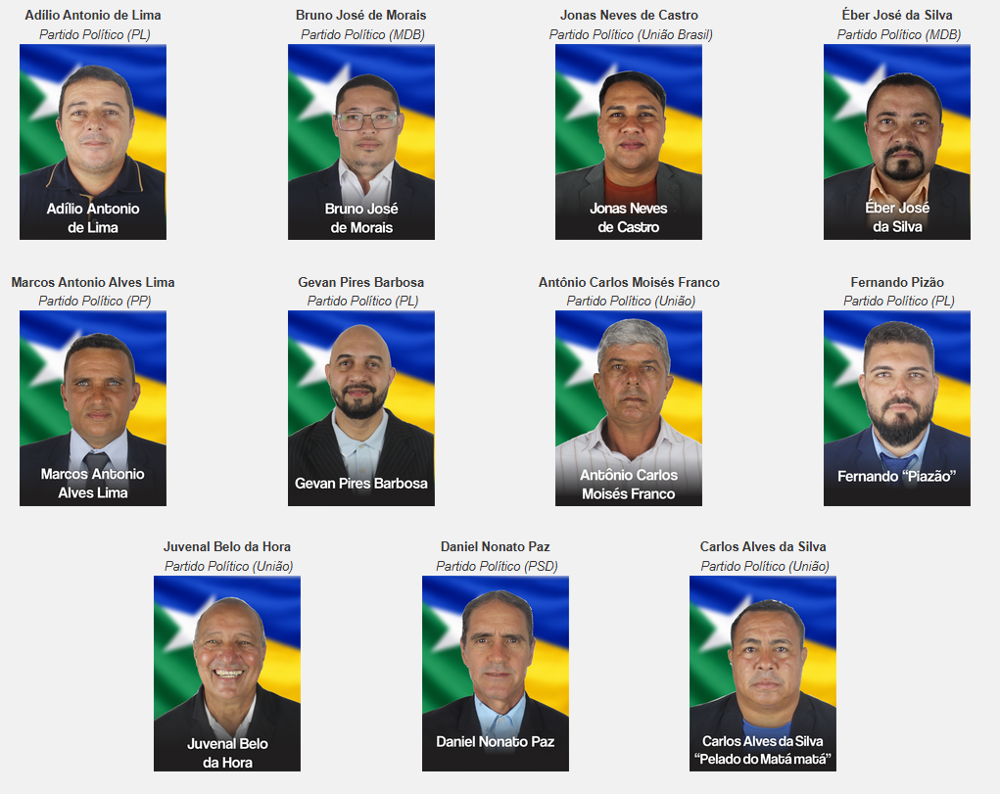 Adílio Antonio de Lima
Partido Político (PL)
Adílio Antonio
de Lima
Bruno José de Morais
Partido Político (MDB)
Bruno José
de Morais
Jonas Neves de Castro
Partido Político (União Brasil)
Jonas Neves
de Castro
Éber José da Silva
Partido Político (MDB)
Éber José
da Silva
Marcos Antonio Alves Lima
Partido Político (PP)
Marcos Antonio
Alves Lima
Gevan Pires Barbosa
Partido Político (PL)
Gevan Pires Barbosa
Antônio Carlos Moisés Franco
Partido Político (União)
Antônio Carlos
Moisés Franco
Fernando Pizão
Partido Político (PL)
Fernando “Piazão”
Juvenal Belo da Hora
Partido Político (União)
Juvenal Belo
da Hora
Daniel Nonato Paz
Partido Político (PSD)
Daniel Nonato Paz
Carlos Alves da Silva
Partido Político (União)
Carlos Alves da Silva
“Pelado do Matá matá”